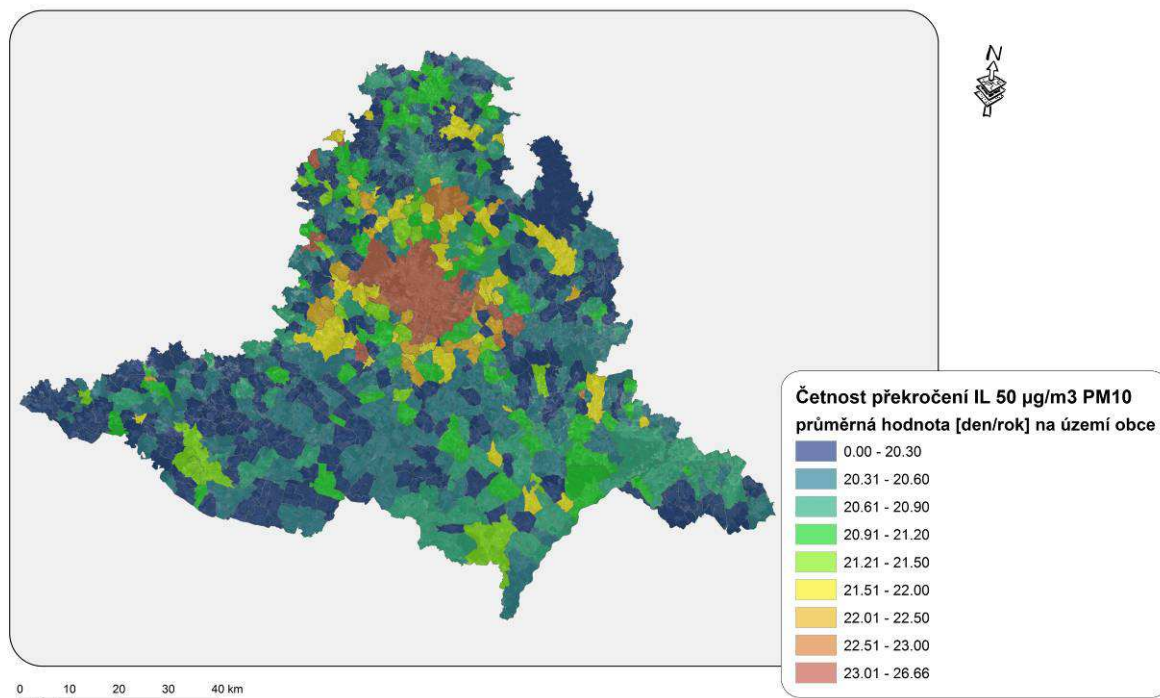 N
Četnost překročení IL 50 µg/m3 PM10
průměrná hodnota [den/rok] na území obce
0.00 - 20.30
20.31 - 20.60
20.61 - 20.90
20.91 - 21.20
21.21 - 21.50
21.51 - 22.00
22.01 - 22.50
22.51 - 23.00
23.01 - 26.66
0 10 20 30 40 km